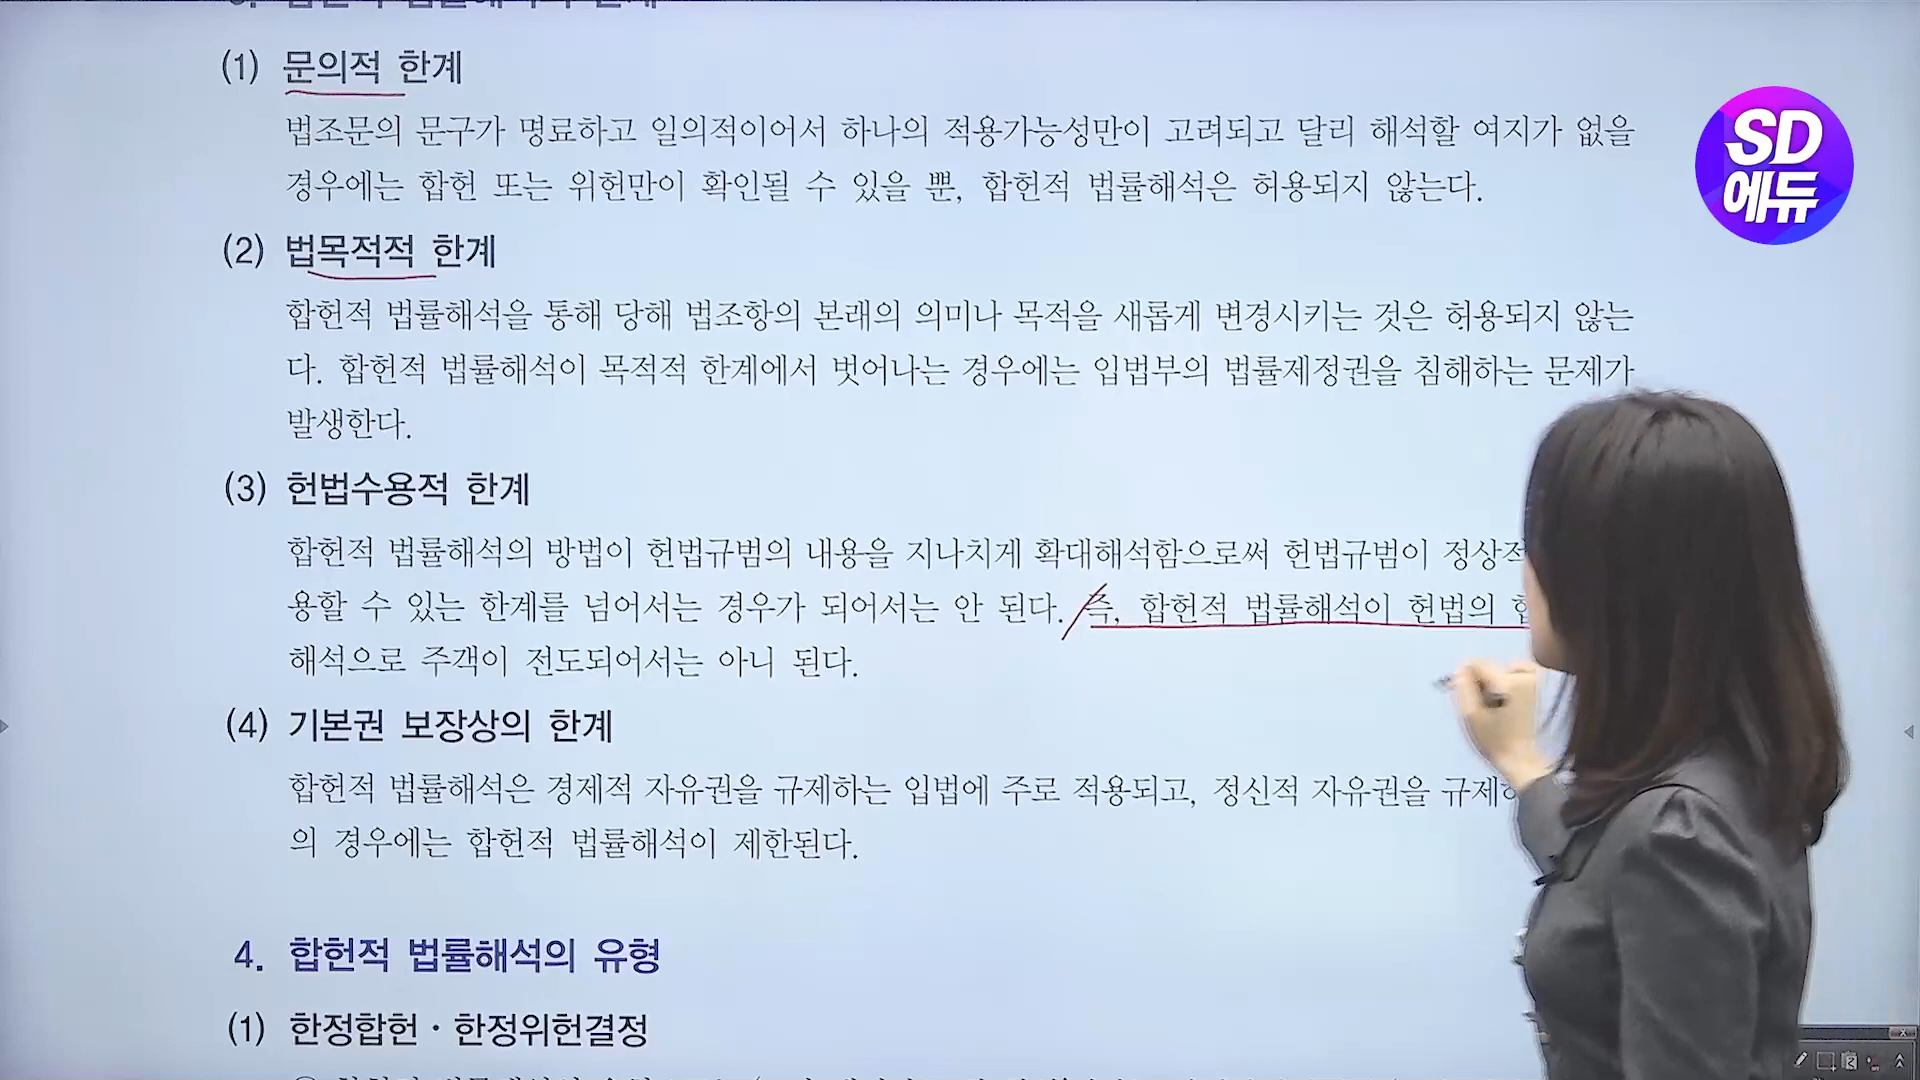 (1) 문의적 한계
법조문의 문구가 명료하고 일의적이어서 하나의 적용가능성만이 고려되고 달리 해석할 여지가 없을
경우에는 합헌 또는 위헌만이 확인될 수 있을 뿐, 합헌적 법률해석은 허용되지 않는다.
(2) 법목적적 한계
합헌적 법률해석을 통해 당해 법조항의 본래의 의미나 목적을 새롭게 변경시키는 것은 허용되지 않는
다. 합헌적 법률해석이 목적적 한계에서 벗어나는 경우에는 입법부의 법률제정권을 침해하는 문제가
발생한다.
(3) 헌법수용적 한계
합헌적 법률해석의 방법이 헌법규범의 내용을 지나치게 확대해석함으로써 헌법규범이 정상적
용할 수 있는 한계를 넘어서는 경우가 되어서는 안 된다. 즉, 합헌적 법률해석이 헌법의
해석으로 주객이 전도되어서는 아니 된다.
(4) 기본권 보장상의 한계
합헌적 법률해석은 경제적 자유권을 규제하는 입법에 주로 적용되고, 정신적 자유권을 규제
의 경우에는 합헌적 법률해석이 제한된다.
4. 합헌적 법률해석의 유형
(1) 한정합헌·한정위헌결정
SD
에듀